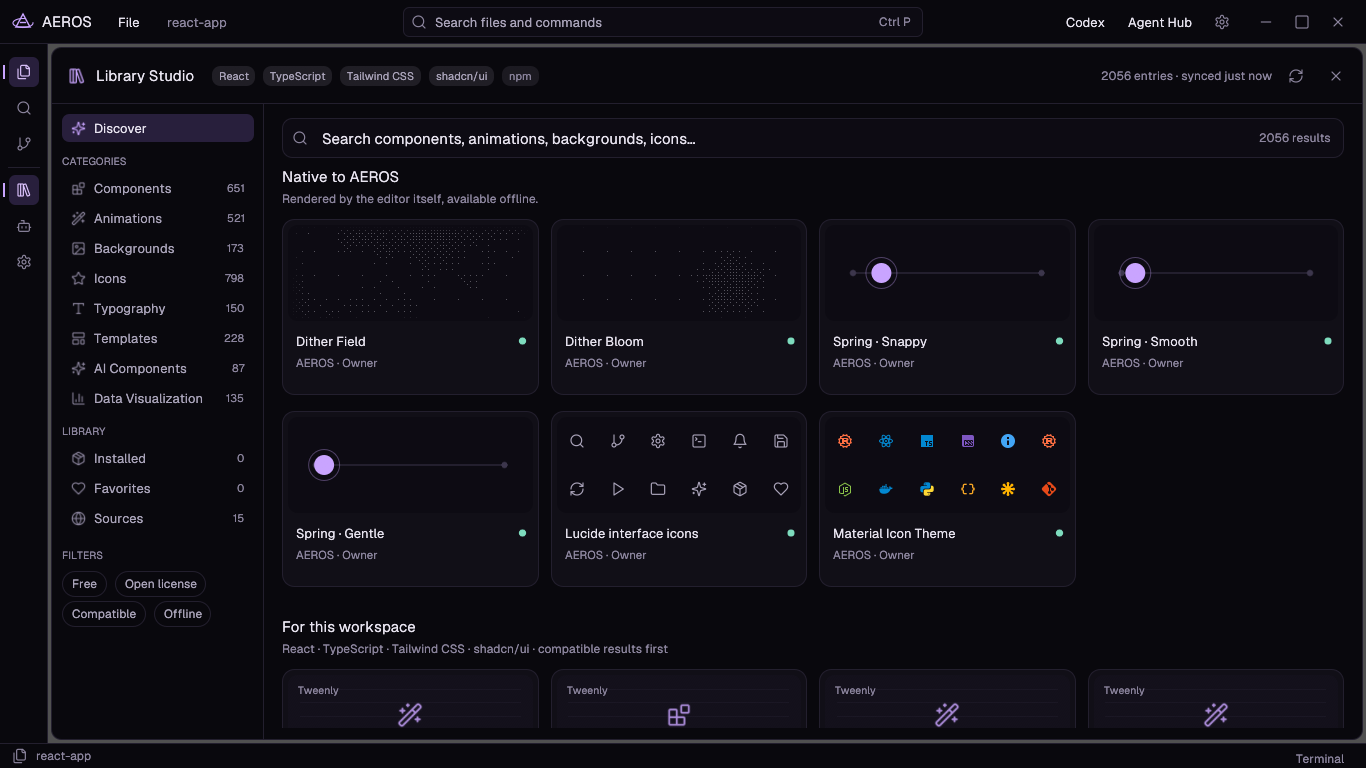 AEROS File react-app Search files and commands Ctrl P Codex Agent Hub
Library Studio React TypeScript Tailwind CSS shadcn/ui npm 2056 entries · synced just now
Discover
CATEGORIES
Components 651
Animations 521
Backgrounds 173
Icons 798
Typography 150
Templates 228
AI Components 87
Data Visualization 135
LIBRARY
Installed 0
Favorites 0
Sources 15
FILTERS
Free Open license
Compatible Offline
Search components, animations, backgrounds, icons... 2056 results
Native to AEROS
Rendered by the editor itself, available offline.
Dither Field
AEROS · Owner
Dither Bloom
AEROS · Owner
Spring · Snappy
AEROS · Owner
Spring · Smooth
AEROS · Owner
Spring · Gentle
AEROS · Owner
Lucide interface icons
AEROS · Owner
TS
JS
Material Icon Theme
AEROS · Owner
For this workspace
React · TypeScript · Tailwind CSS · shadcn/ui · compatible results first
Tweenly
Tweenly
Tweenly
Tweenly
react-app Terminal